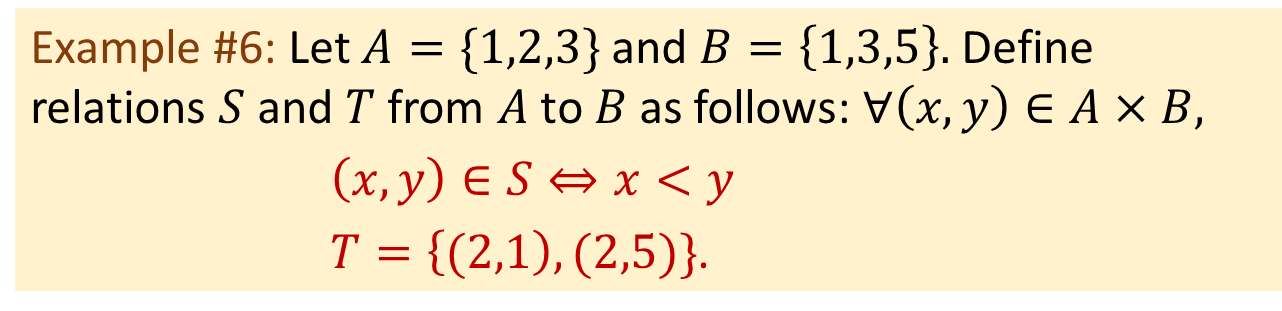 Example #6: Let A = {1,2,3} and B = {1,3,5}. Define
relations S and T from A to B as follows: ∀(x, y) ∈ A × B,
(x, y) ∈ S ⇔ x < y
T = {(2,1), (2,5)}.